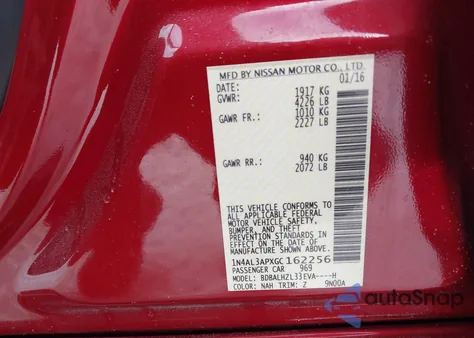 MFD BY NISSAN MOTOR CO., LTD.
DATE: 01/16
GVWR: 1917 KG
4226 LB
GAWR FR.: 1010 KG
2227 LB
GAWR RR.: 940 KG
2072 LB
THIS VEHICLE CONFORMS TO
ALL APPLICABLE FEDERAL
MOTOR VEHICLE SAFETY,
BUMPER, AND THEFT
PREVENTION STANDARDS IN
EFFECT ON THE DATE OF
MANUFACTURE SHOWN ABOVE.
1N4AL3APXGC162256
PASSENGER CAR 969
MODEL: BDBALHZL33EVA----H
COLOR: NAH TRIM: Z 9N00A
autoSnap